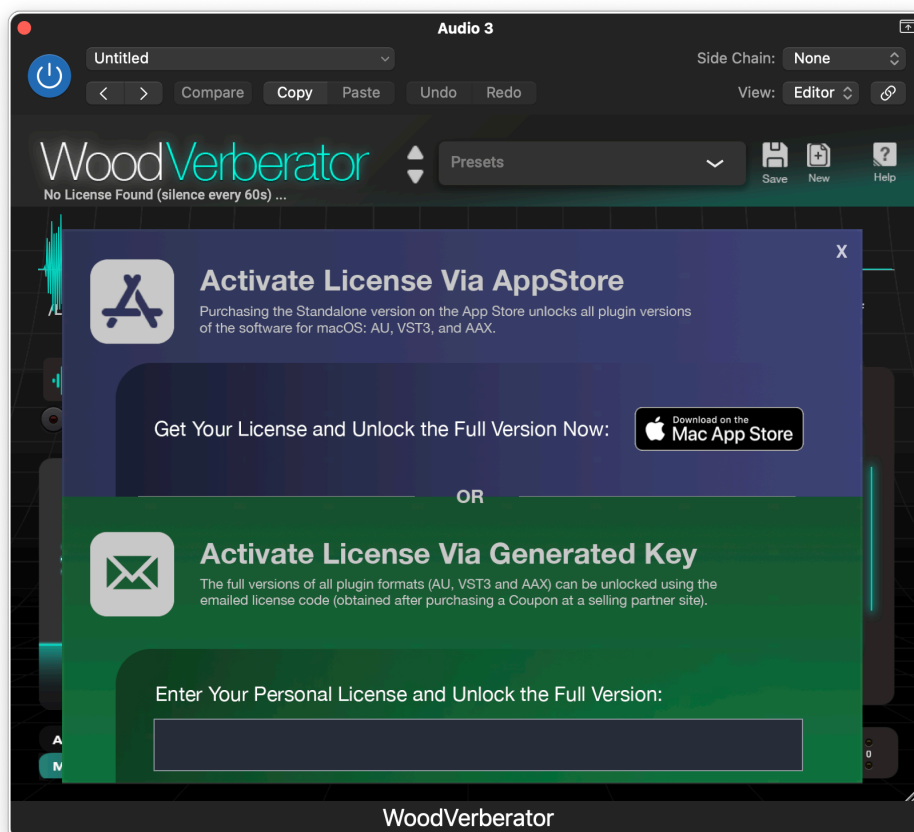 Audio 3
Untitled
Side Chain: None
Compare Copy Paste Undo Redo
View: Editor
WoodVerberator
Presets
Save New Help
No License Found (silence every 60s) ...
X
Activate License Via AppStore
Purchasing the Standalone version on the App Store unlocks all plugin versions
of the software for macOS: AU, VST3, and AAX.
Get Your License and Unlock the Full Version Now:
Download on the
Mac App Store
OR
Activate License Via Generated Key
The full versions of all plugin formats (AU, VST3 and AAX) can be unlocked using the
emailed license code (obtained after purchasing a Coupon at a selling partner site).
Enter Your Personal License and Unlock the Full Version:
A
M
0
WoodVerberator